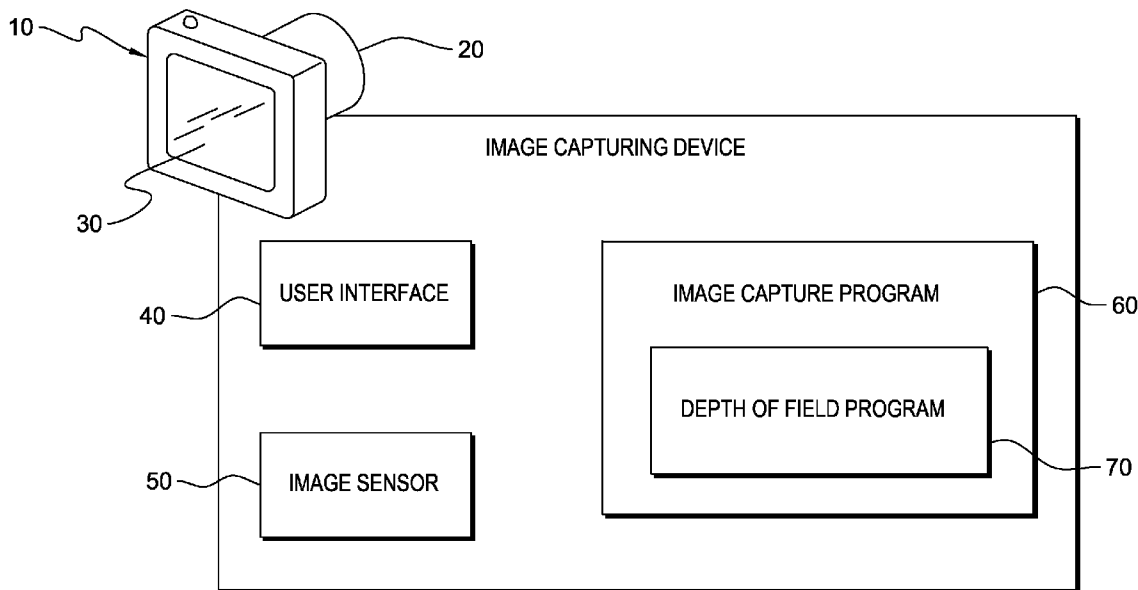 10
20
IMAGE CAPTURING DEVICE
30
USER INTERFACE
40
IMAGE CAPTURE PROGRAM
60
DEPTH OF FIELD PROGRAM
70
50
IMAGE SENSOR